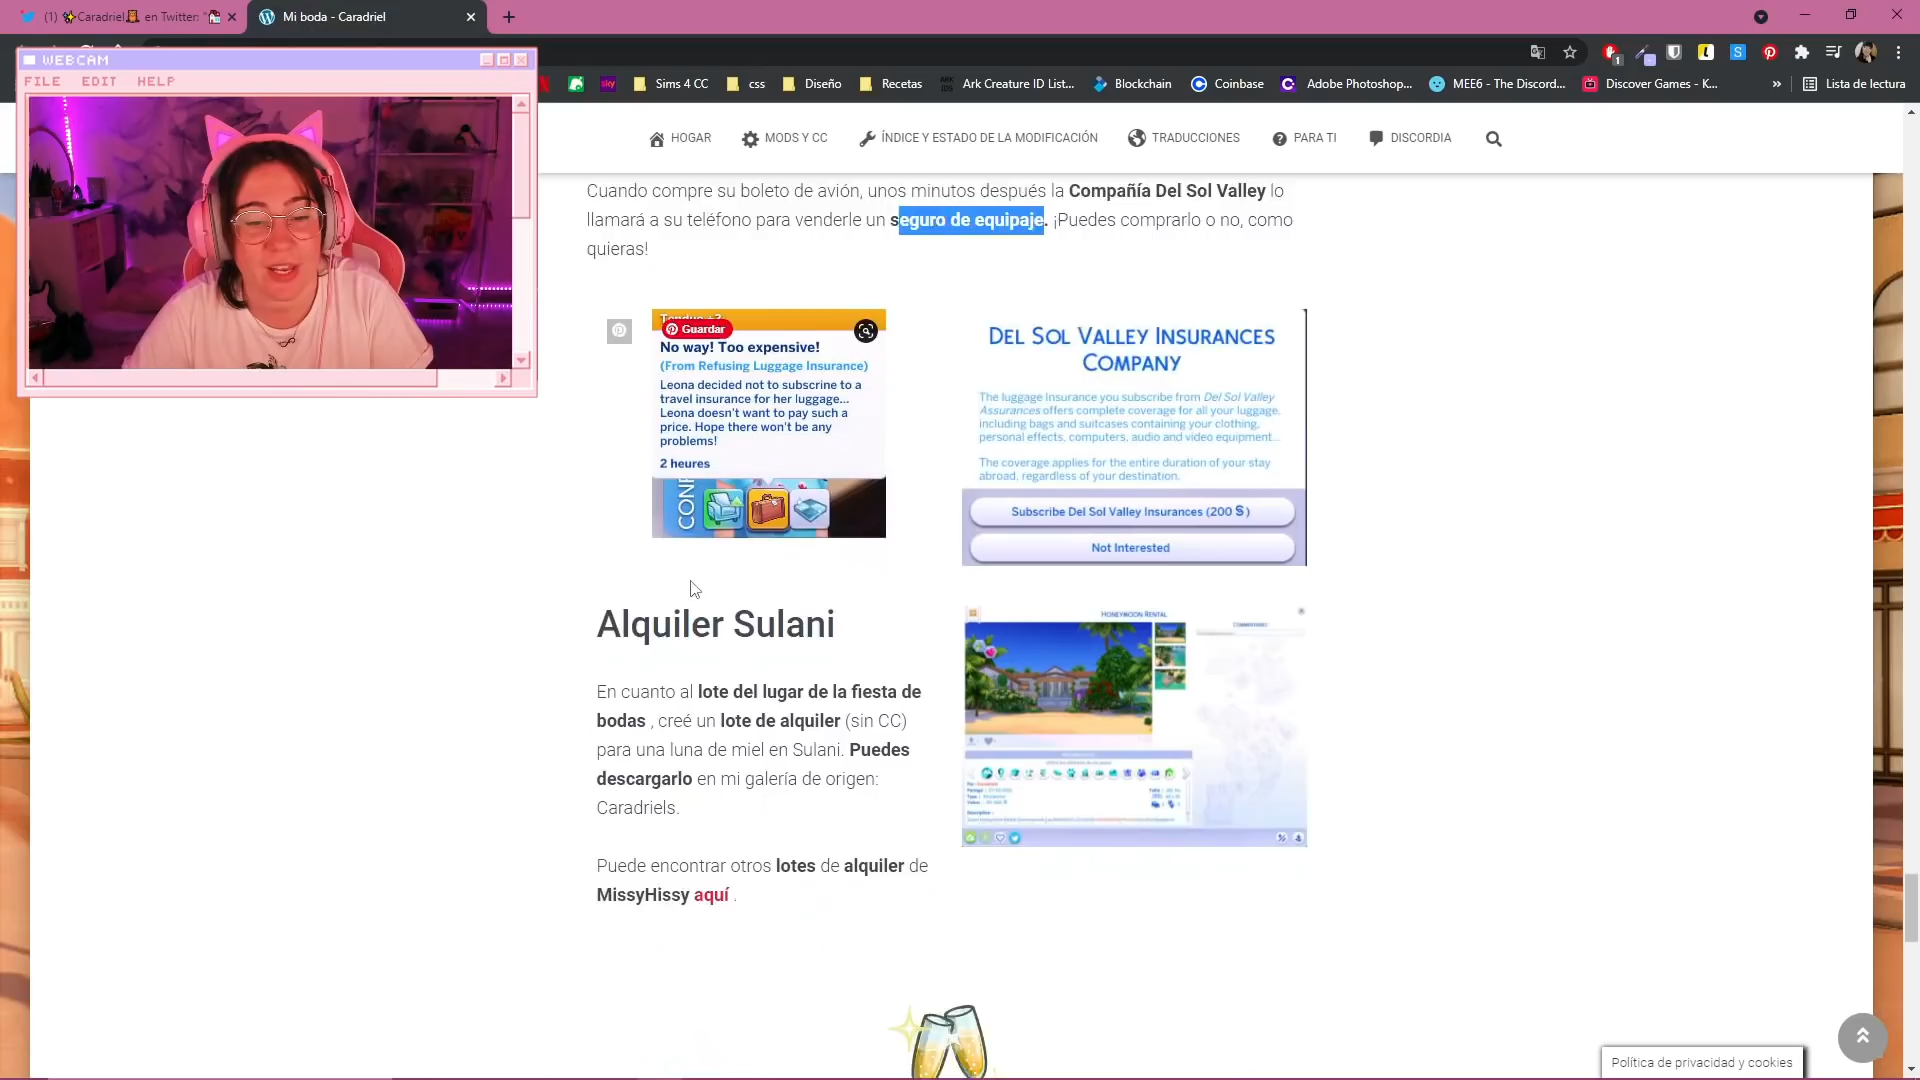 (1) ✨Caradriel🧸 en Twitter: "
Mi boda - Caradriel
WEBCAM
FILE EDIT HELP
sky
Sims 4 CC
css
Diseño
Recetas
Ark Creature ID List...
Blockchain
Coinbase
Adobe Photoshop...
MEE6 - The Discord...
Discover Games - K...
»
Lista de lectura
HOGAR
MODS Y CC
ÍNDICE Y ESTADO DE LA MODIFICACIÓN
TRADUCCIONES
PARA TI
DISCORDIA
Cuando compre su boleto de avión, unos minutos después la Compañía Del Sol Valley lo
llamará a su teléfono para venderle un seguro de equipaje. ¡Puedes comprarlo o no, como
quieras!
Guardar
No way! Too expensive!
(From Refusing Luggage Insurance)
Leona decided not to subscrine to a
travel insurance for her luggage...
Leona doesn't want to pay such a
price. Hope there won't be any
problems!
2 heures
CONF
DEL SOL VALLEY INSURANCES
COMPANY
The luggage Insurance you subscribe from Del Sol Valley
Assurances offers complete coverage for all your luggage,
including bags and suitcases containing your clothing,
personal effects, computers, audio and video equipment...
The coverage applies for the entire duration of your stay
abroad, regardless of your destination.
Subscribe Del Sol Valley Insurances (200 $)
Not Interested
Alquiler Sulani
En cuanto al lote del lugar de la fiesta de
bodas , creé un lote de alquiler (sin CC)
para una luna de miel en Sulani. Puedes
descargarlo en mi galería de origen:
Caradriels.
Puede encontrar otros lotes de alquiler de
MissyHissy aquí .
HONEYMOON RENTAL
Política de privacidad y cookies